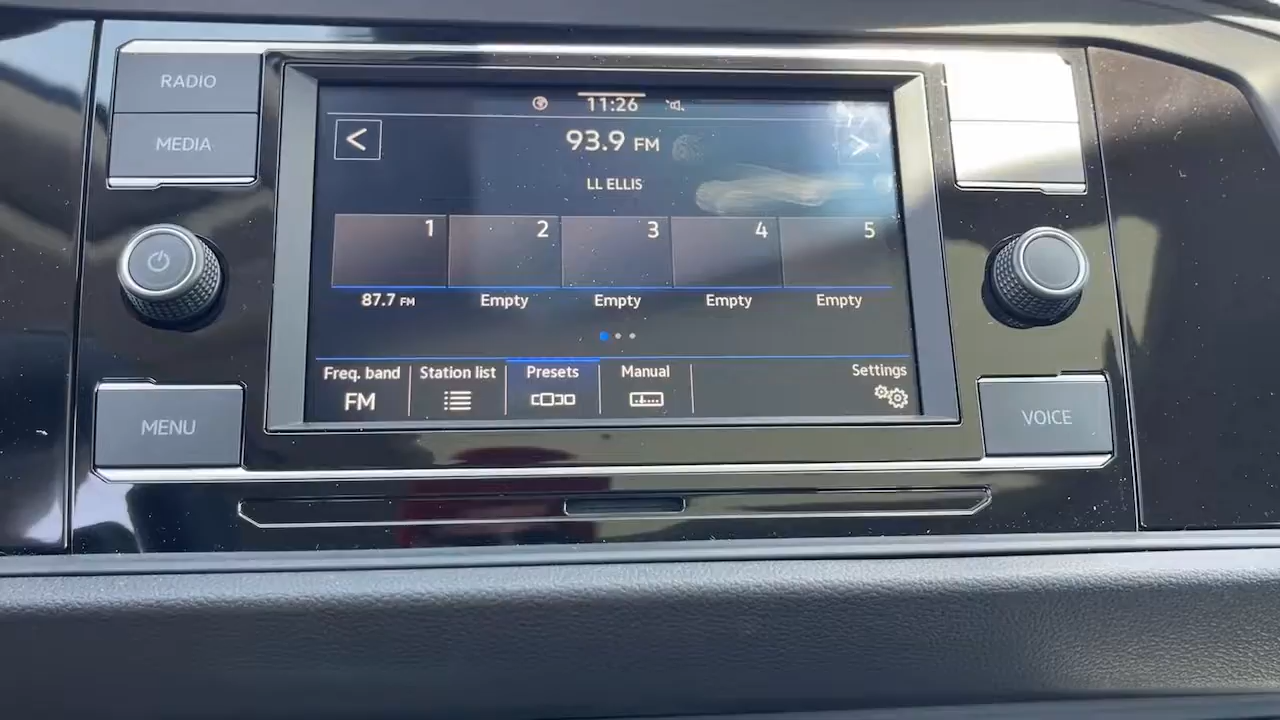 RADIO
MEDIA
MENU
11:26
93.9 FM
LL ELLIS
1 2 3 4 5
87.7 FM Empty Empty Empty Empty
Freq. band Station list Presets Manual Settings
FM
VOICE